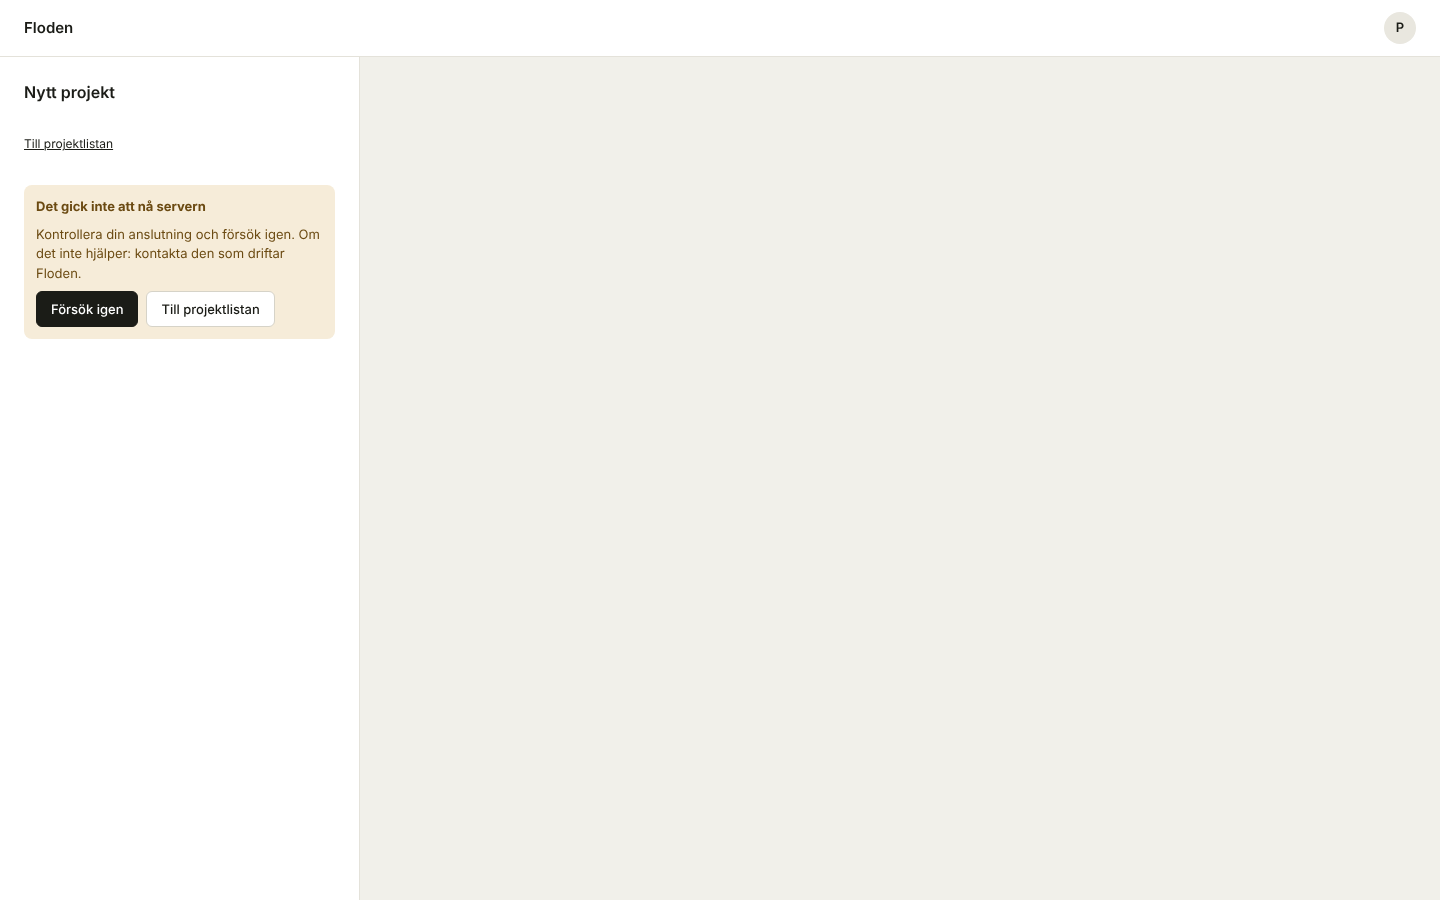 Floden
P
Nytt projekt
Till projektlistan
Det gick inte att nå servern
Kontrollera din anslutning och försök igen. Om
det inte hjälper: kontakta den som driftar
Floden.
Försök igen
Till projektlistan